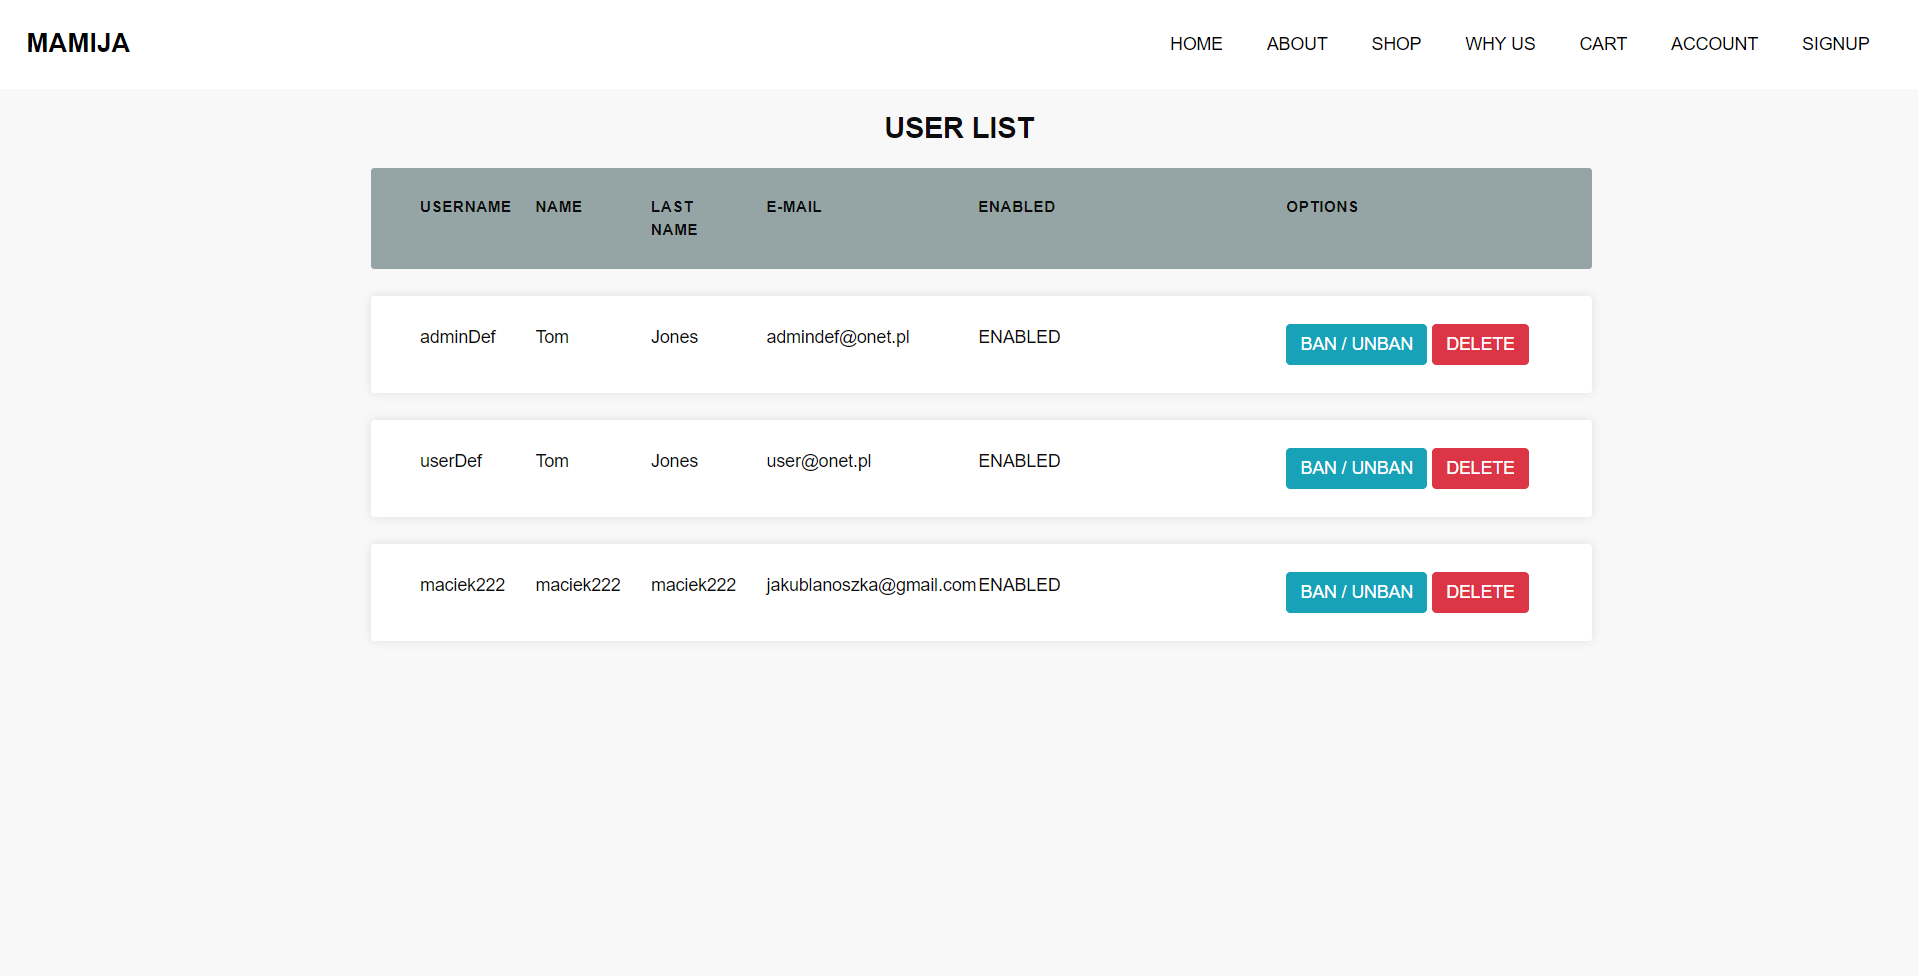 MAMIJA HOME ABOUT SHOP WHY US CART ACCOUNT SIGNUP
USER LIST
USERNAME NAME LAST NAME E-MAIL ENABLED OPTIONS
adminDef Tom Jones admindef@onet.pl ENABLED BAN / UNBAN DELETE
userDef Tom Jones user@onet.pl ENABLED BAN / UNBAN DELETE
maciek222 maciek222 maciek222 jakublanoszka@gmail.com ENABLED BAN / UNBAN DELETE